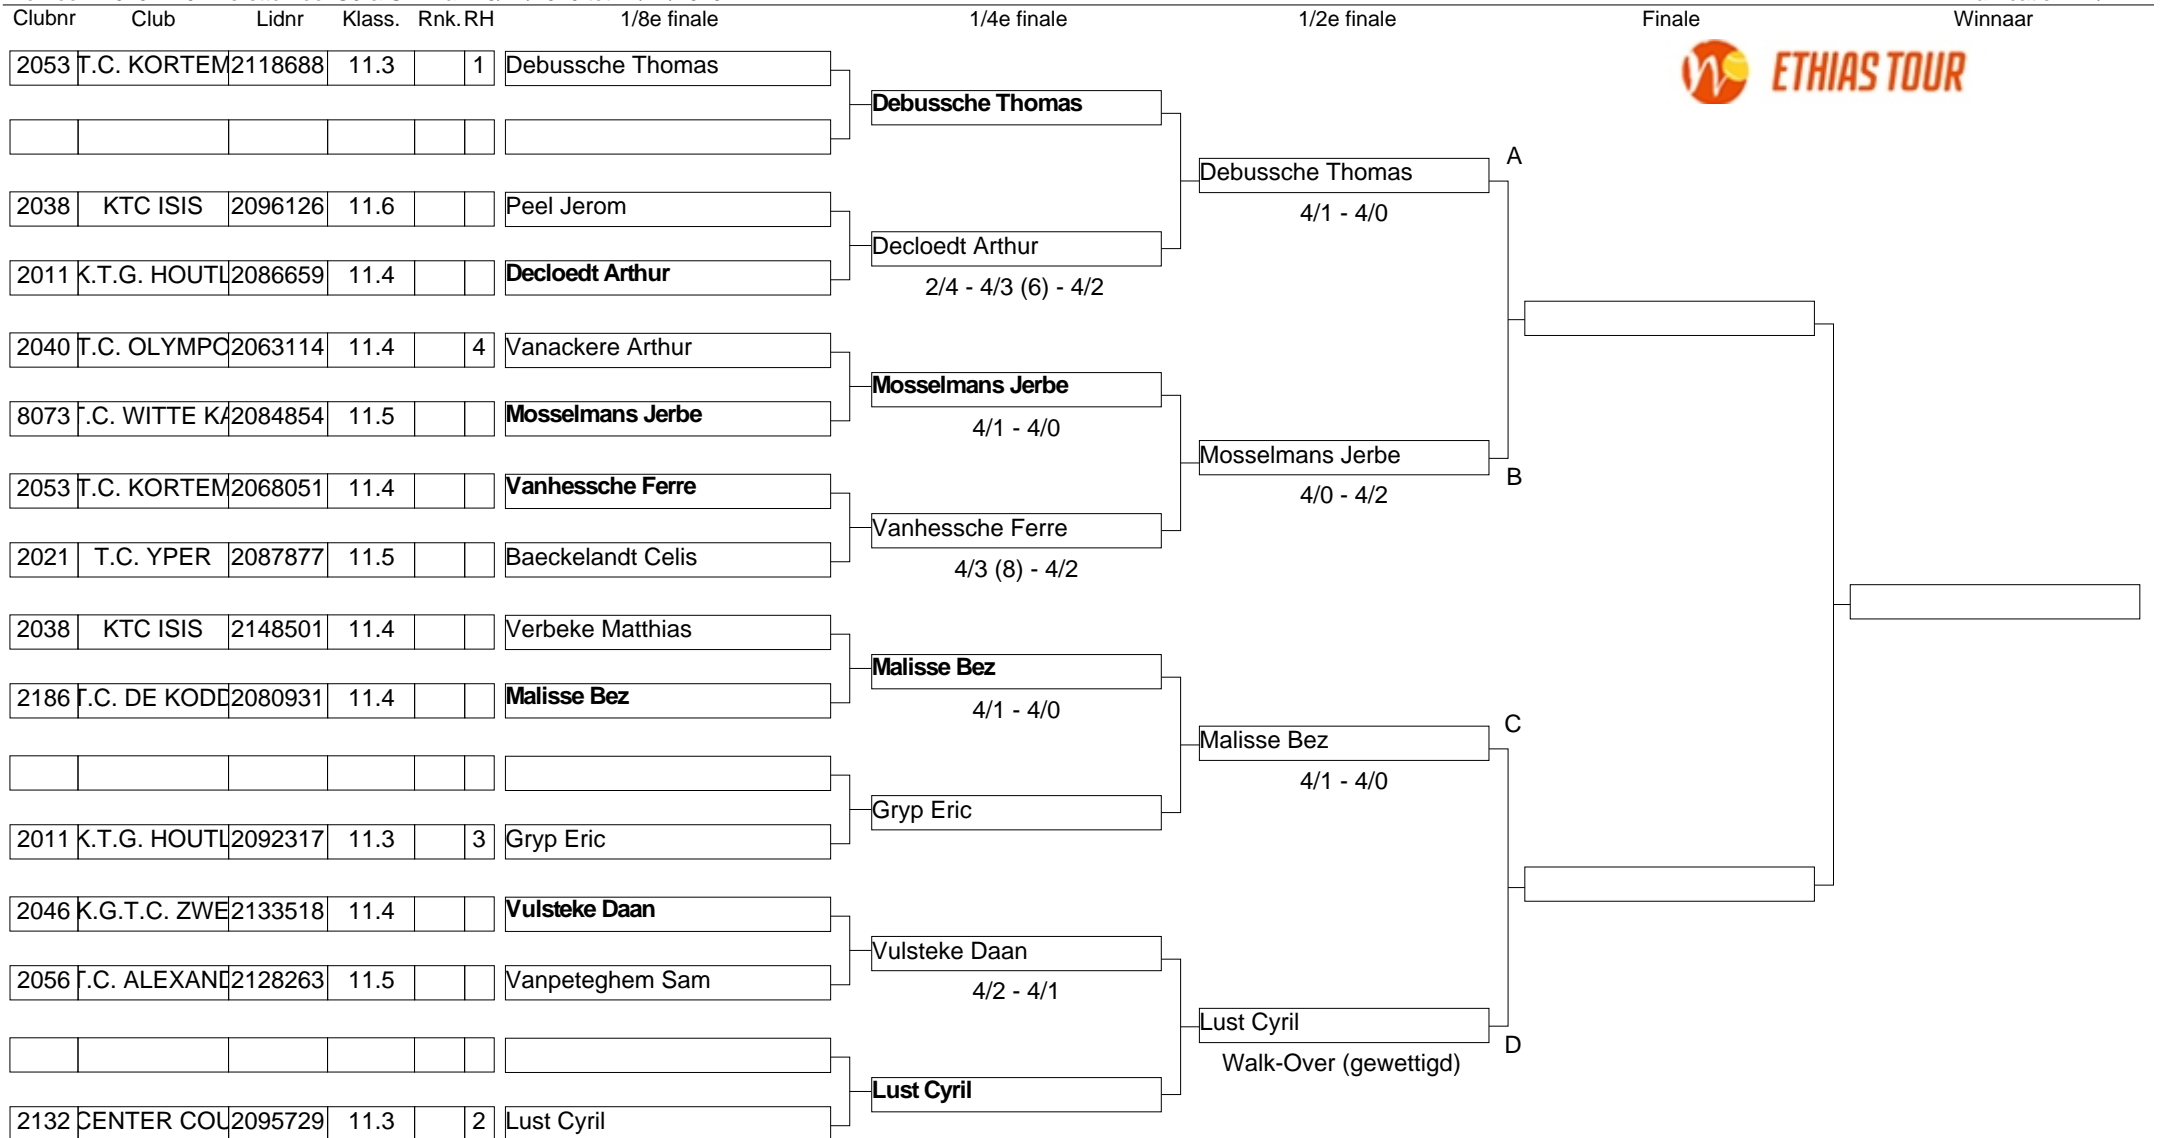 Clubnr Club Lidnr Klass. Rnk. RH 1/8e finale 1/4e finale 1/2e finale Finale Winnaar
ETHIAS TOUR
2053 T.C. KORTEM 2118688 11.3 1 Debussche Thomas
Debussche Thomas
A
Debussche Thomas
4/1 - 4/0
2038 KTC ISIS 2096126 11.6 Peel Jerom
Decloedt Arthur
2011 K.T.G. HOUTL 2086659 11.4 Decloedt Arthur
2/4 - 4/3 (6) - 4/2
2040 T.C. OLYMPO 2063114 11.4 4 Vanackere Arthur
Mosselmans Jerbe
8073 T.C. WITTE KA 2084854 11.5 Mosselmans Jerbe
4/1 - 4/0
Mosselmans Jerbe
B
4/0 - 4/2
2053 T.C. KORTEM 2068051 11.4 Vanhessche Ferre
Vanhessche Ferre
2021 T.C. YPER 2087877 11.5 Baeckelandt Celis
4/3 (8) - 4/2
2038 KTC ISIS 2148501 11.4 Verbeke Matthias
Malisse Bez
2186 T.C. DE KODD 2080931 11.4 Malisse Bez
4/1 - 4/0
C
Malisse Bez
4/1 - 4/0
Gryp Eric
2011 K.T.G. HOUTL 2092317 11.3 3 Gryp Eric
2046 K.G.T.C. ZWE 2133518 11.4 Vulsteke Daan
Vulsteke Daan
2056 T.C. ALEXAND 2128263 11.5 Vanpeteghem Sam
4/2 - 4/1
Lust Cyril
D
Walk-Over (gewettigd)
Lust Cyril
2132 CENTER COU 2095729 11.3 2 Lust Cyril